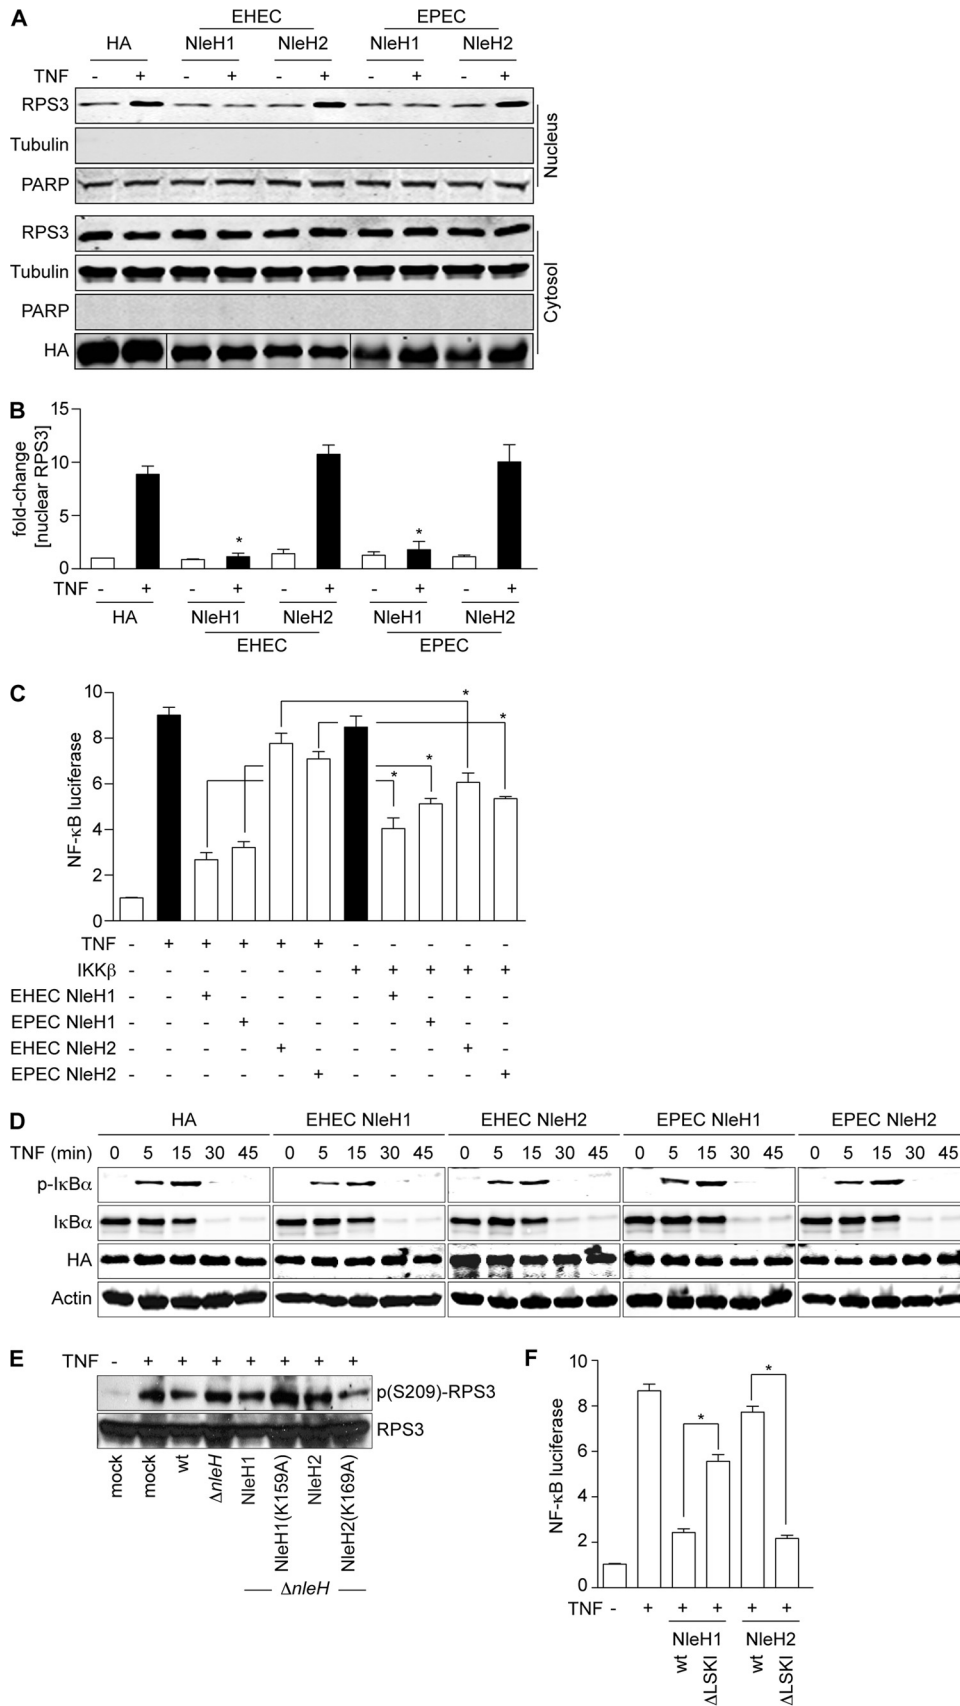 A
EHEC EPEC
HA NleH1 NleH2 NleH1 NleH2
TNF - + - + - + - + - +
RPS3
Tubulin
PARP
Nucleus
RPS3
Tubulin
PARP
HA
Cytosol
B
fold-change
[nuclear RPS3]
15
10
5
0
TNF - + - + - + - + - +
HA NleH1 NleH2 NleH1 NleH2
EHEC EPEC
C
NF-κB luciferase
10
8
6
4
2
0
* * * *
* *
TNF - + + + + + - - - - -
IKKβ - - - - - - + + + + +
EHEC NleH1 - - + - - - - + - - -
EPEC NleH1 - - - + - - - - + - -
EHEC NleH2 - - - - + - - - - + -
EPEC NleH2 - - - - - + - - - - +
D
HA EHEC NleH1 EHEC NleH2 EPEC NleH1 EPEC NleH2
TNF (min) 0 5 15 30 45 0 5 15 30 45 0 5 15 30 45 0 5 15 30 45 0 5 15 30 45
p-IκBα
IκBα
HA
Actin
E
TNF - + + + + + + +
p(S209)-RPS3
RPS3
mock
mock
wt
ΔnleH
NleH1
NleH1(K159A)
NleH2
NleH2(K169A)
ΔnleH
F
NF-κB luciferase
10
8
6
4
2
0
* *
TNF - + + + + +
NleH1 NleH2
wt
ΔLSKI
wt
ΔLSKI